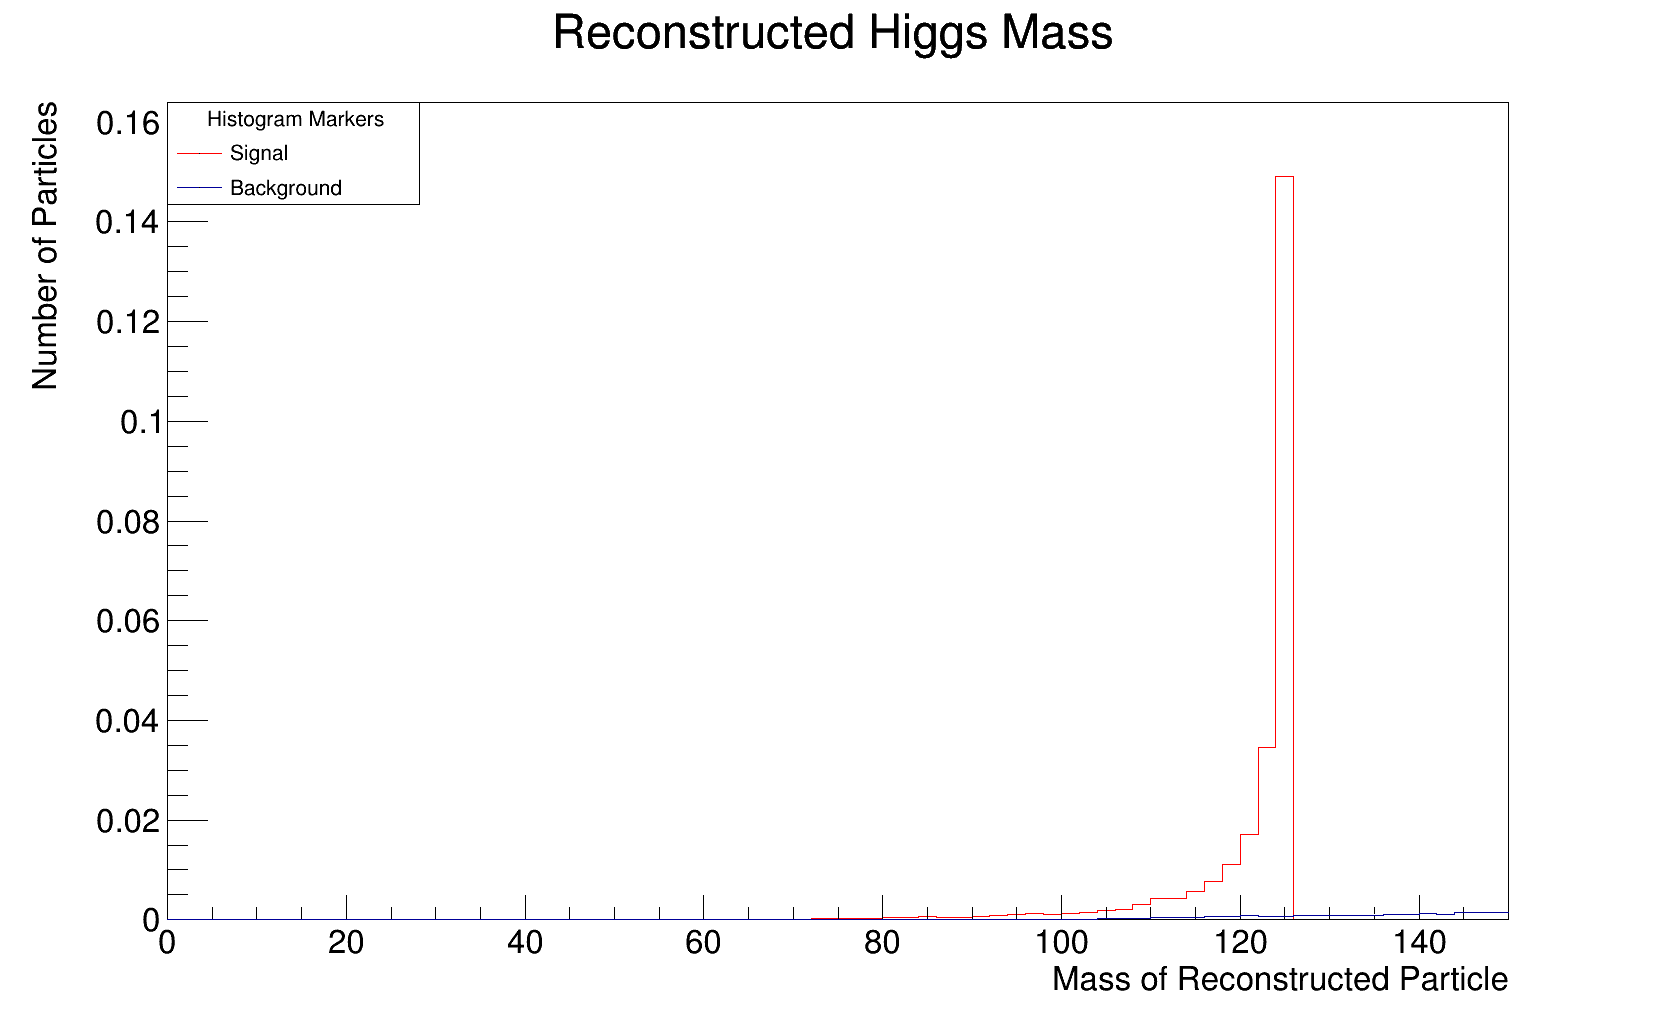 Reconstructed Higgs Mass
Number of Particles
Histogram Markers
Signal
Background
0.16
0.14
0.12
0.1
0.08
0.06
0.04
0.02
0
0 20 40 60 80 100 120 140
Mass of Reconstructed Particle